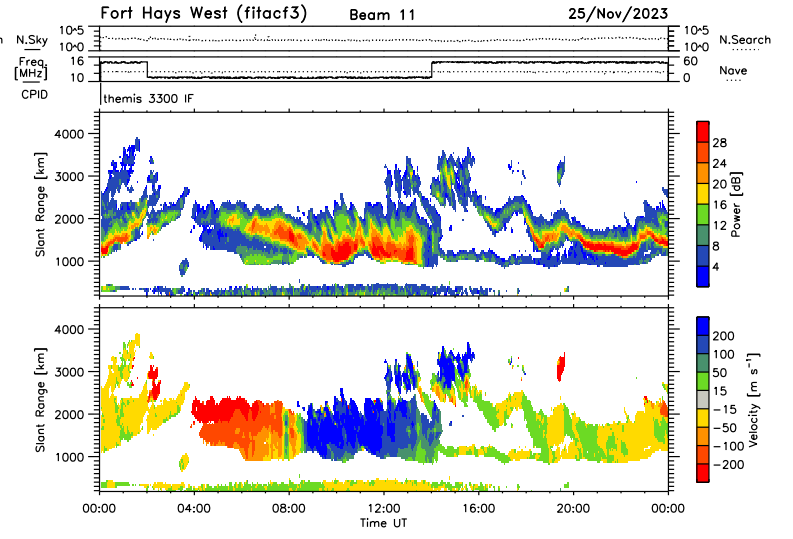 Fort Hays West (fitacf3) Beam 11 25/Nov/2023
n N.Sky 10^5 10^0 10^5 10^0 N.Search
Freq. [MHz] 16 10 60 0 Nave
CPID themis 3300 IF
Slant Range [km] 4000 3000 2000 1000
28 24 20 16 12 8 4 Power [dB]
Slant Range [km] 4000 3000 2000 1000
200 100 50 15 -15 -50 -100 -200 Velocity [m s^-1]
00:00 04:00 08:00 12:00 16:00 20:00 00:00
Time UT